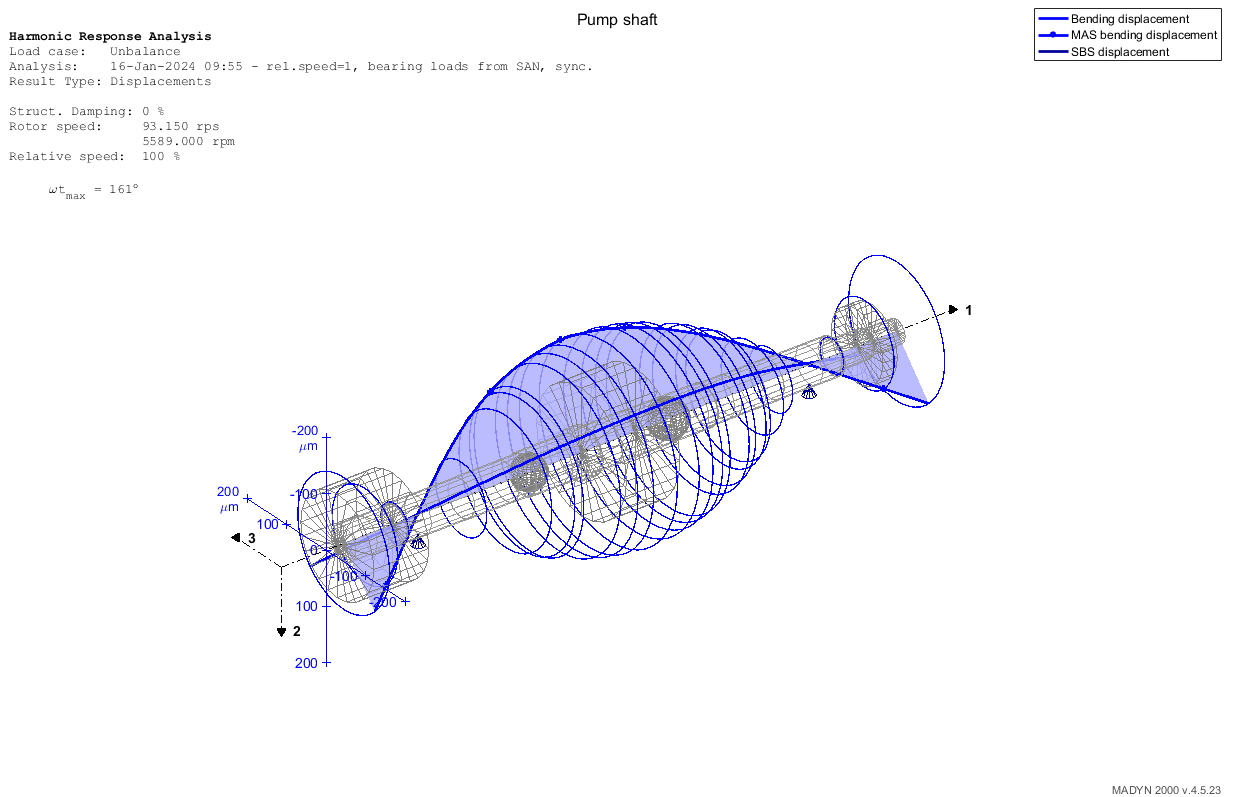 Pump shaft
Bending displacement
MAS bending displacement
SBS displacement
Harmonic Response Analysis
Load case: Unbalance
Analysis: 16-Jan-2024 09:55 - rel.speed=1, bearing loads from SAN, sync.
Result Type: Displacements
Struct. Damping: 0 %
Rotor speed: 93.150 rps
5589.000 rpm
Relative speed: 100 %
ωt_max = 161°
1
-200
μm
-100
0
100
200
200
μm
100
-100
-200
3
2
MADYN 2000 v.4.5.23